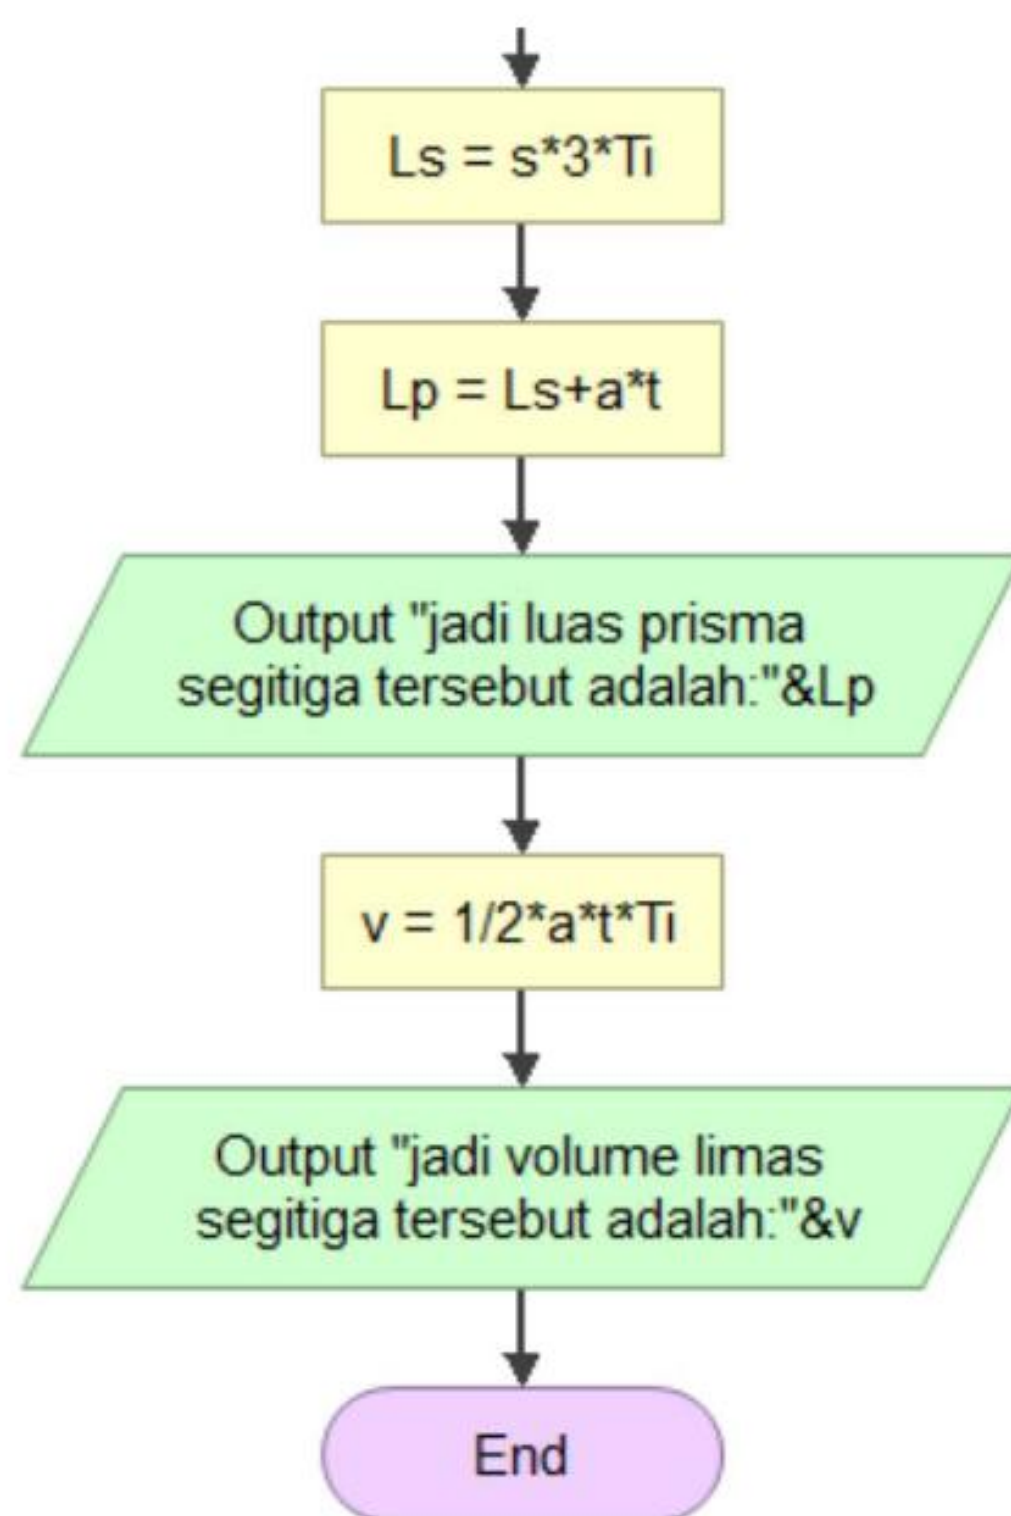 Ls = s*3*Ti
Lp = Ls+a*t
Output "jadi luas prisma
segitiga tersebut adalah:"&Lp
v = 1/2*a*t*Ti
Output "jadi volume limas
segitiga tersebut adalah:"&v
End